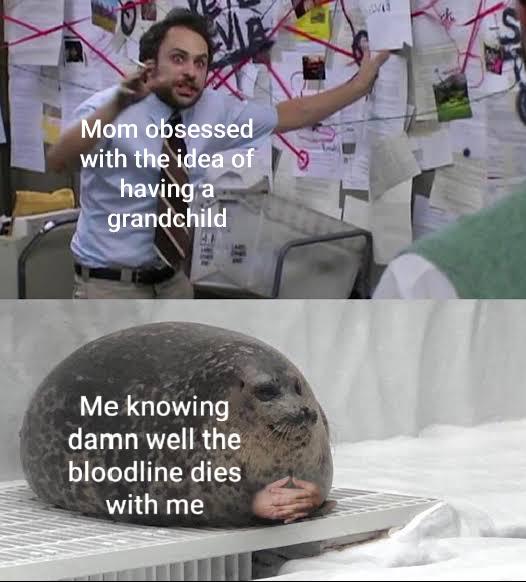 Mom obsessed
with the idea of
having a
grandchild
Me knowing
damn well the
bloodline dies
with me